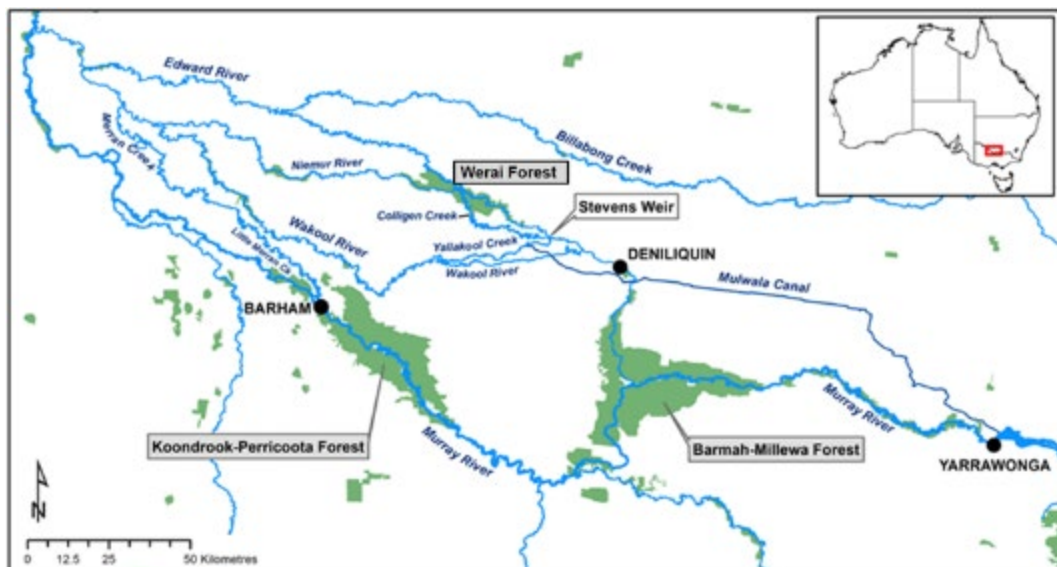 Edward River
Billabong Creek
Merran Creek
Niemur River
Werai Forest
Colligen Creek
Stevens Weir
Wakool River
Yallakool Creek
Little Merran Ck
Wakool River
DENILIQUIN
Mulwala Canal
BARHAM
Murray River
Koondrook-Perricoota Forest
Murray River
Barmah-Millewa Forest
YARRAWONGA
N
0 12.5 25 50 Kilometres